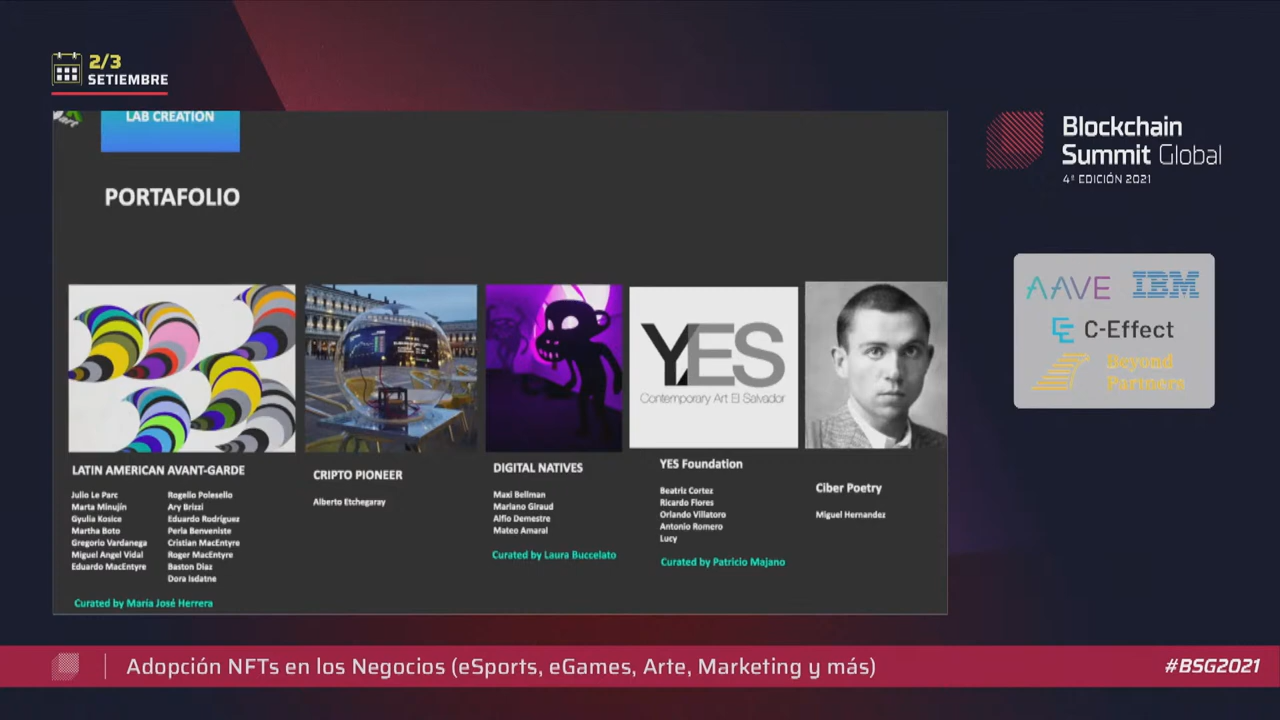 2/3
SETIEMBRE
LAB CREATION
PORTAFOLIO
Blockchain
Summit Global
4ª EDICIÓN 2021
AAVE IBM
C-Effect
Beyond
Partners
YES
Contemporary Art El Salvador
LATIN AMERICAN AVANT-GARDE
Julio Le Parc
Marta Minujín
Gyulia Kosice
Martha Boto
Gregorio Vardanega
Miguel Angel Vidal
Eduardo MacEntyre
Rogelio Polesello
Ary Brizzi
Eduardo Rodríguez
Perla Benveniste
Cristian MacEntyre
Roger MacEntyre
Baston Diaz
Dora Isdatne
Curated by María José Herrera
CRIPTO PIONEER
Alberto Etchegaray
DIGITAL NATIVES
Maxi Bellman
Mariano Giraud
Alfio Demestre
Mateo Amaral
Curated by Laura Buccelato
YES Foundation
Beatriz Cortez
Ricardo Flores
Orlando Villatoro
Antonio Romero
Lucy
Curated by Patricio Majano
Ciber Poetry
Miguel Hernandez
Adopción NFTs en los Negocios (eSports, eGames, Arte, Marketing y más)
#BSG2021